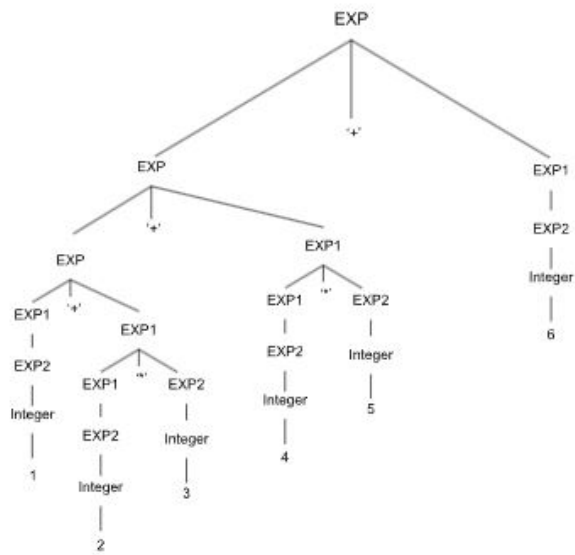 EXP
'+'
EXP EXP1
'+' EXP2
EXP EXP1 Integer
EXP1 '+' EXP1 '*' EXP2 6
EXP1
EXP2 '*' EXP2 Integer
EXP1 EXP2
Integer 5
EXP2 Integer Integer
1 4
Integer 3
2